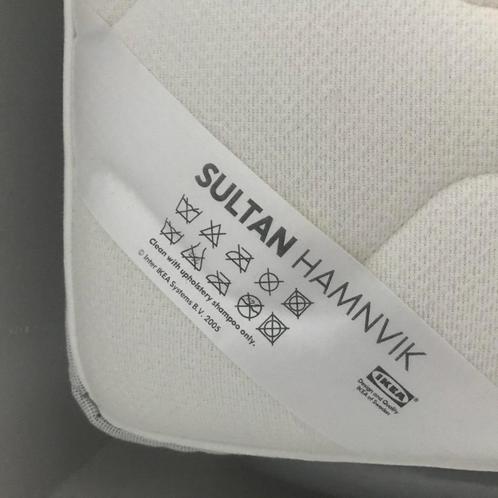 SULTAN HAMNVIK
Clean with upholstery shampoo only.
© Inter IKEA Systems B.V. 2005
IKEA
Design and Quality
IKEA of Sweden